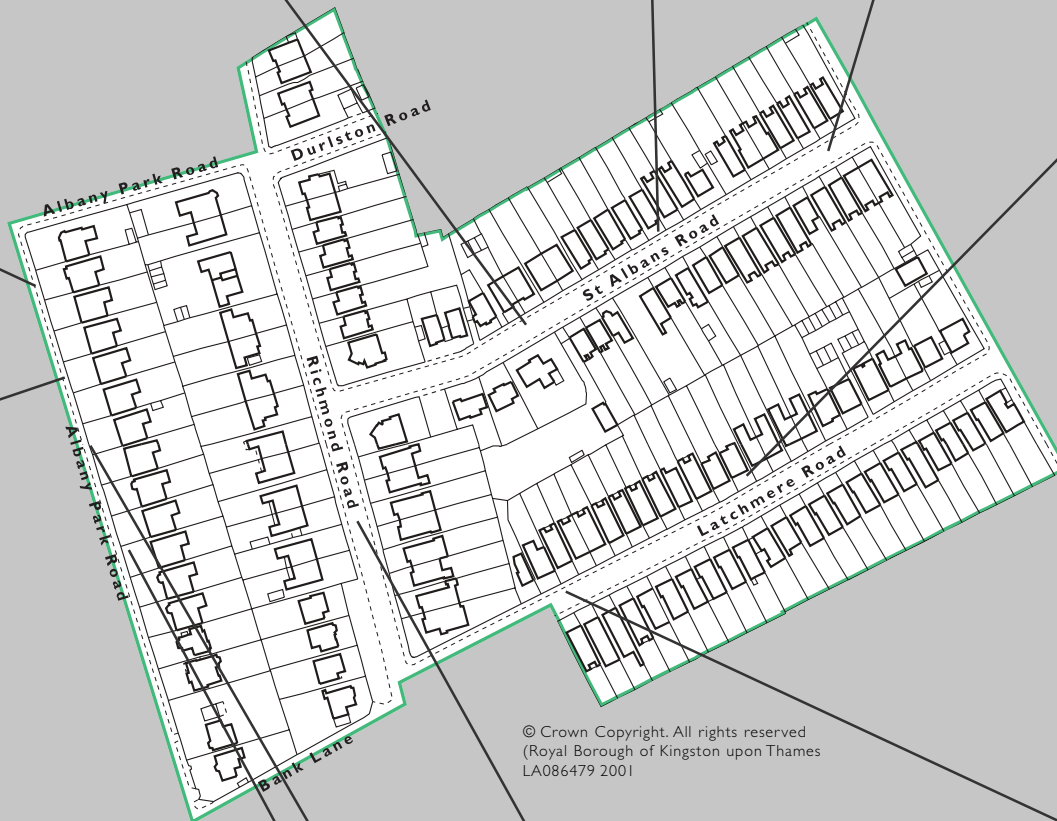 Durlston Road
Albany Park Road
St Albans Road
Richmond Road
Albany Park Road
Latchmere Road
Bank Lane
© Crown Copyright. All rights reserved
(Royal Borough of Kingston upon Thames
LA086479 2001